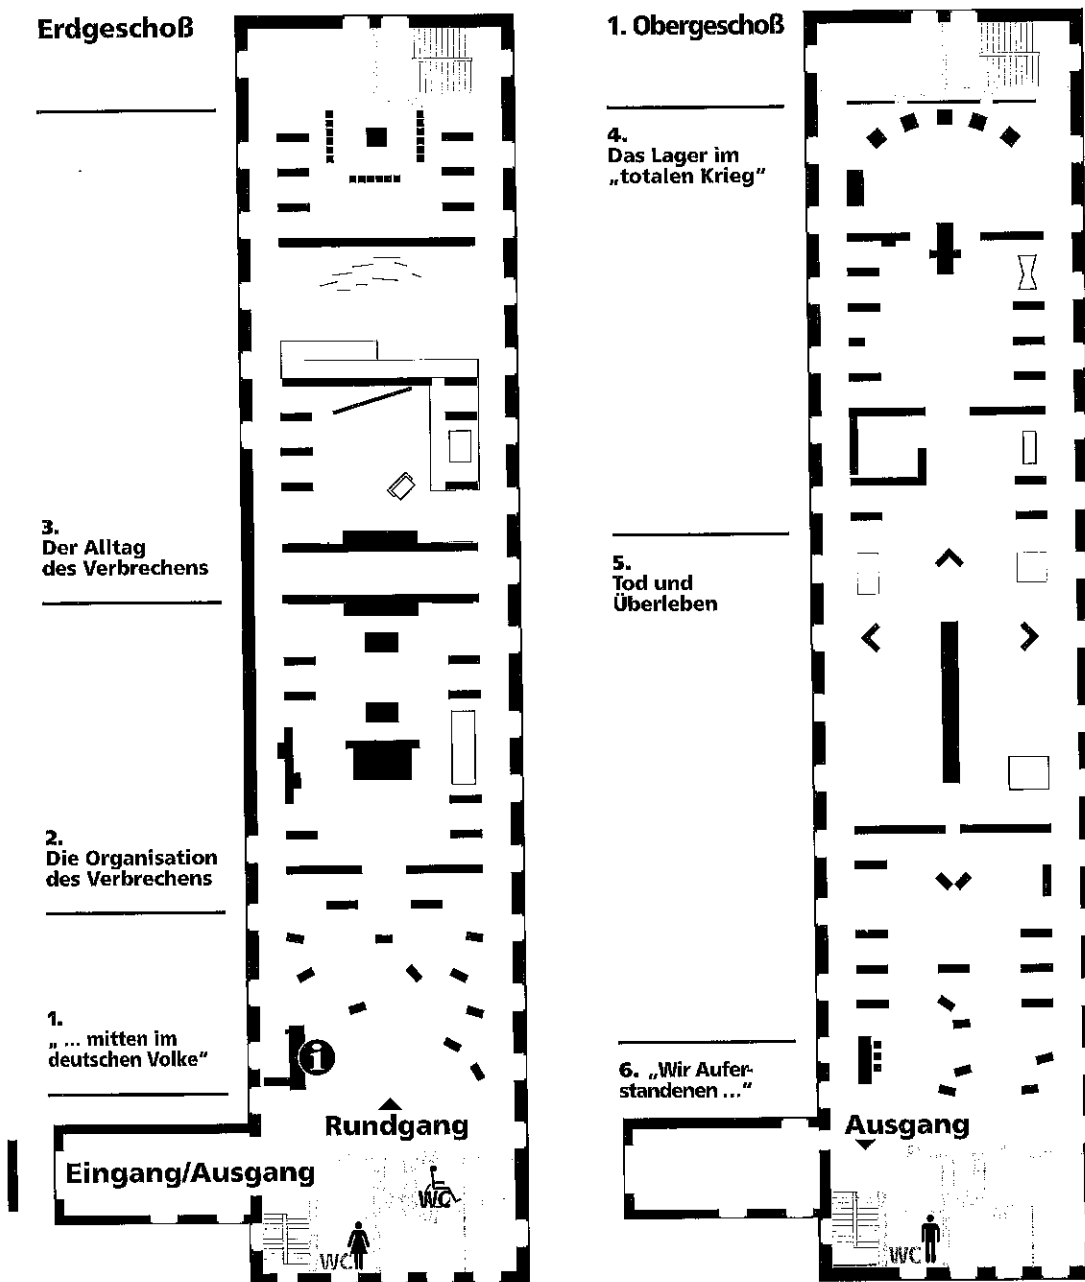 Erdgeschoß
3.
Der Alltag
des Verbrechens
2.
Die Organisation
des Verbrechens
1.
„ ... mitten im
deutschen Volke“
i
Rundgang
Eingang/Ausgang
WC
WC
1. Obergeschoß
4.
Das Lager im
„totalen Krieg“
5.
Tod und
Überleben
6. „Wir Aufer-
standenen ...“
Ausgang
WC